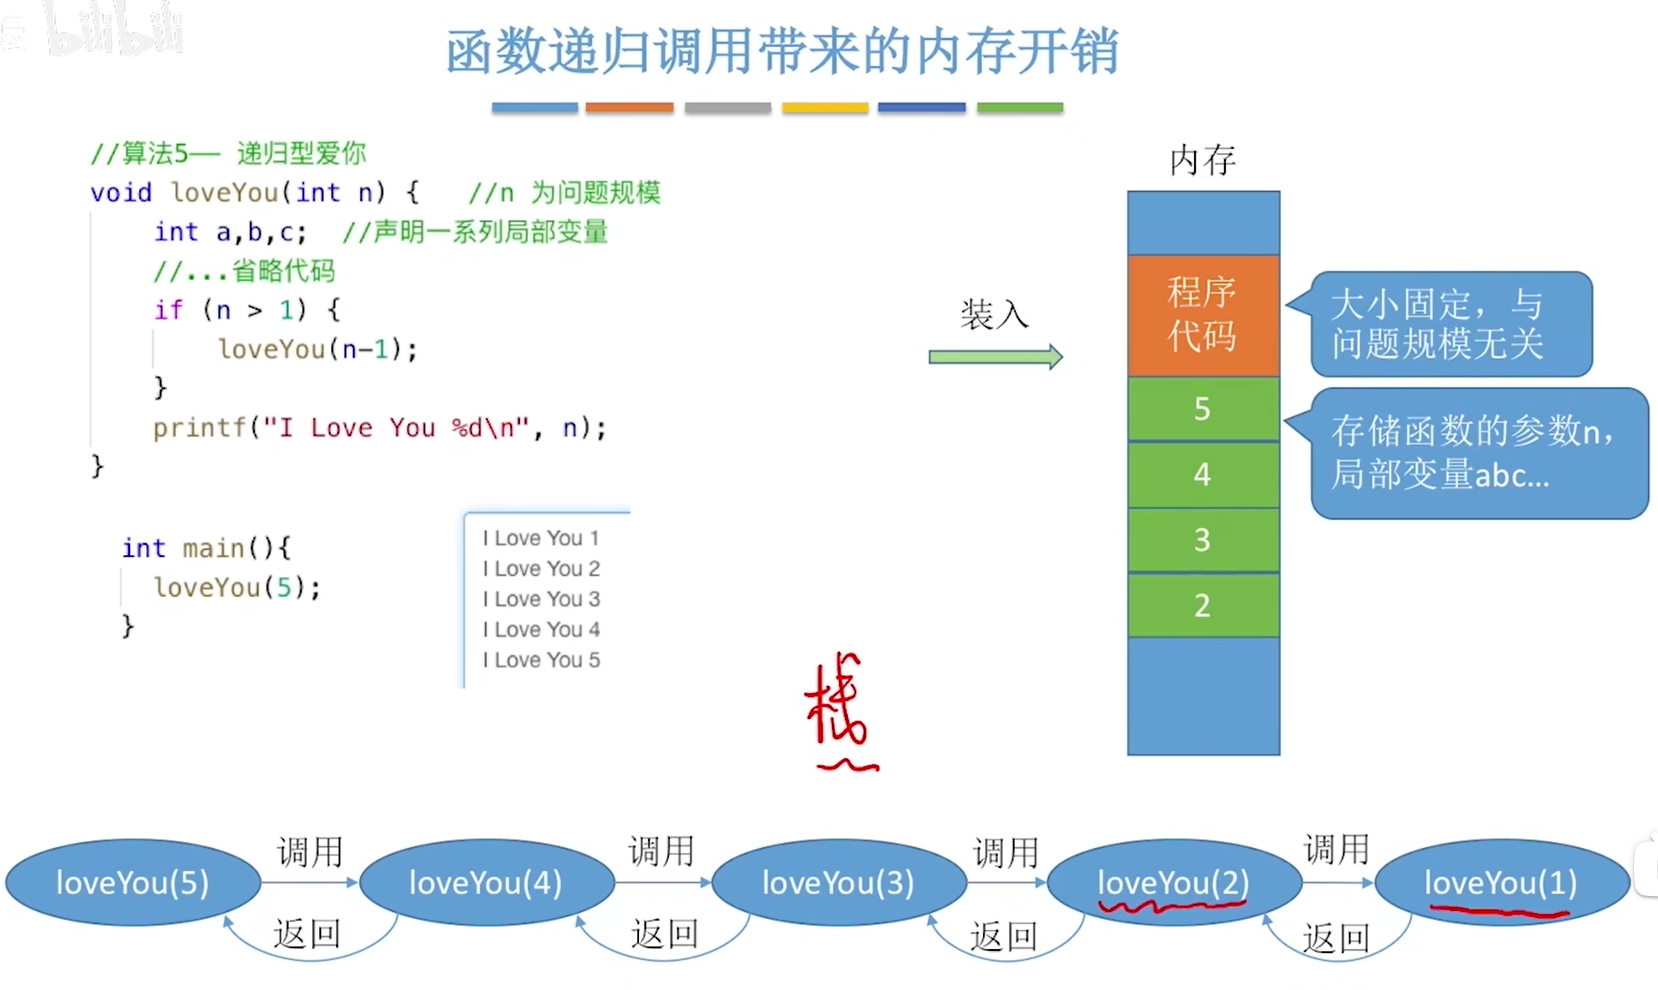 bilibili
函数递归调用带来的内存开销
//算法5—— 递归型爱你
void loveYou(int n) {   //n 为问题规模
    int a,b,c;  //声明一系列局部变量
    //...省略代码
    if (n > 1) {
        loveYou(n-1);
    }
    printf("I Love You %d\n", n);
}
int main(){
  loveYou(5);
}
I Love You 1
I Love You 2
I Love You 3
I Love You 4
I Love You 5
装入
内存
程序
代码
5
4
3
2
大小固定，与
问题规模无关
存储函数的参数n，
局部变量abc…
栈
loveYou(5) 调用 loveYou(4) 调用 loveYou(3) 调用 loveYou(2) 调用 loveYou(1)
返回 返回 返回 返回